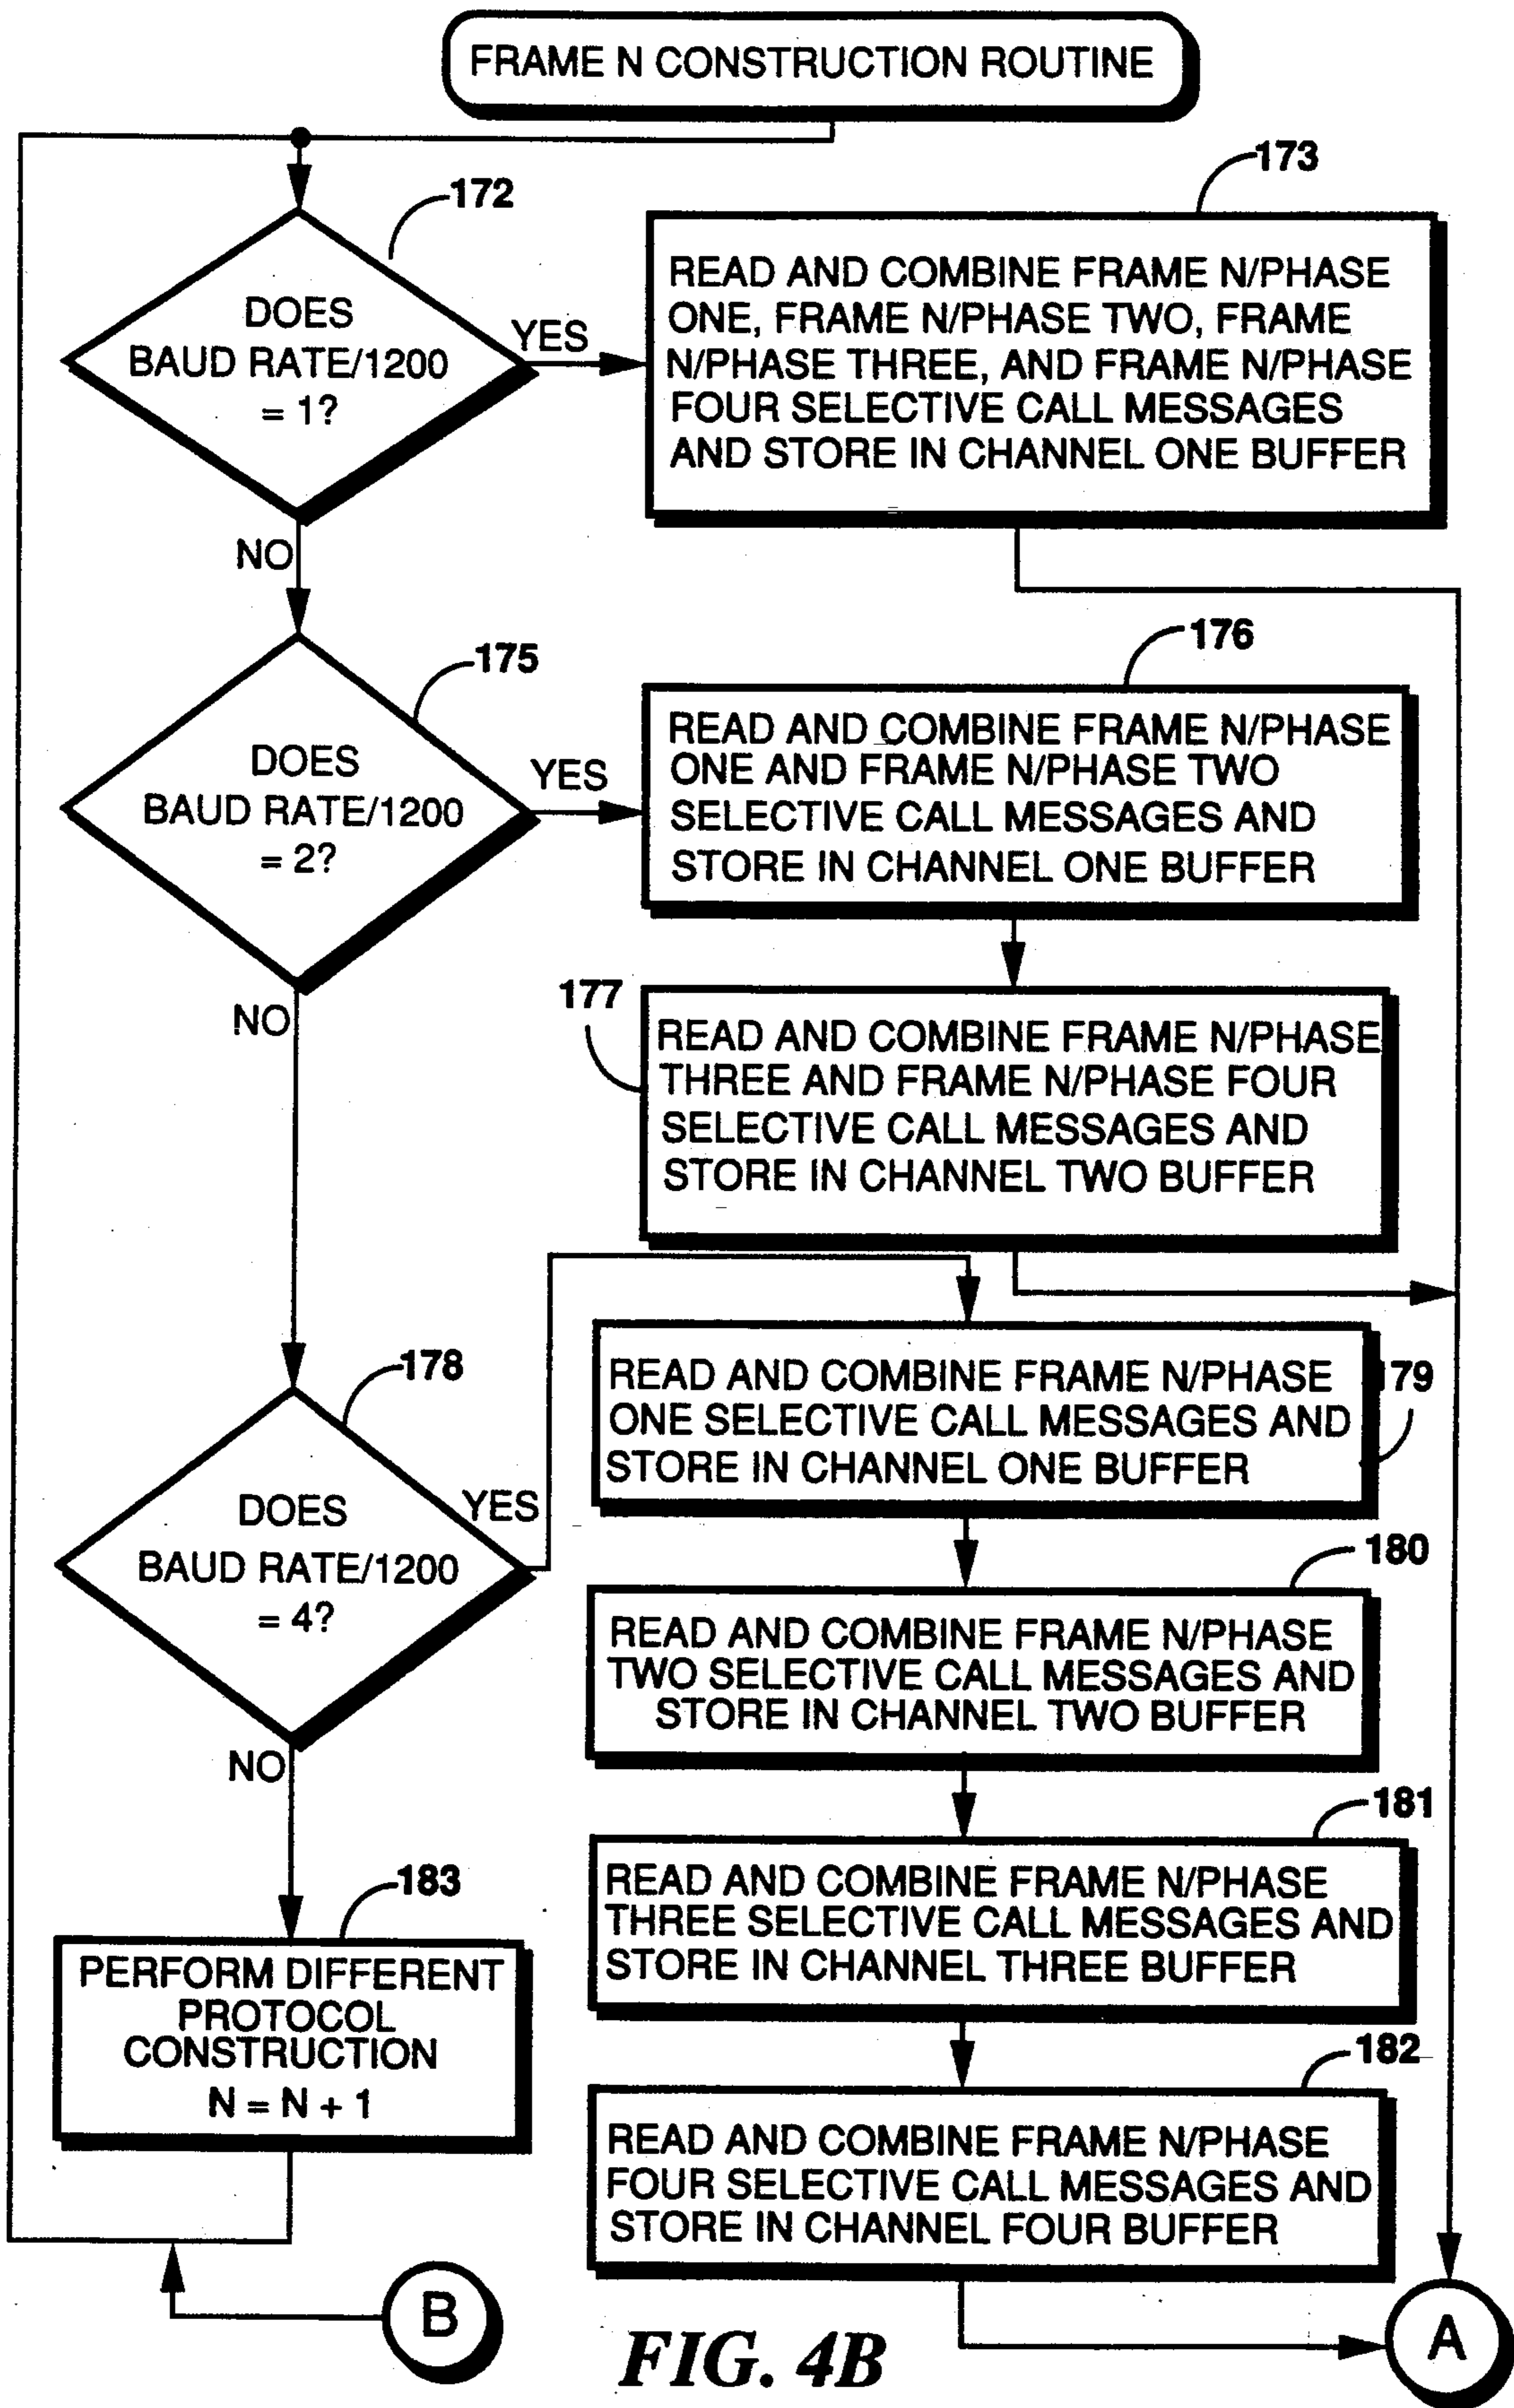 FRAME N CONSTRUCTION ROUTINE
172
DOES
BAUD RATE/1200
= 1?
YES
NO
173
READ AND COMBINE FRAME N/PHASE
ONE, FRAME N/PHASE TWO, FRAME
N/PHASE THREE, AND FRAME N/PHASE
FOUR SELECTIVE CALL MESSAGES
AND STORE IN CHANNEL ONE BUFFER
175
DOES
BAUD RATE/1200
= 2?
YES
NO
176
READ AND COMBINE FRAME N/PHASE
ONE AND FRAME N/PHASE TWO
SELECTIVE CALL MESSAGES AND
STORE IN CHANNEL ONE BUFFER
177
READ AND COMBINE FRAME N/PHASE
THREE AND FRAME N/PHASE FOUR
SELECTIVE CALL MESSAGES AND
STORE IN CHANNEL TWO BUFFER
178
DOES
BAUD RATE/1200
= 4?
YES
NO
179
READ AND COMBINE FRAME N/PHASE
ONE SELECTIVE CALL MESSAGES AND
STORE IN CHANNEL ONE BUFFER
180
READ AND COMBINE FRAME N/PHASE
TWO SELECTIVE CALL MESSAGES AND
STORE IN CHANNEL TWO BUFFER
181
READ AND COMBINE FRAME N/PHASE
THREE SELECTIVE CALL MESSAGES AND
STORE IN CHANNEL THREE BUFFER
182
READ AND COMBINE FRAME N/PHASE
FOUR SELECTIVE CALL MESSAGES AND
STORE IN CHANNEL FOUR BUFFER
183
PERFORM DIFFERENT
PROTOCOL
CONSTRUCTION
N = N + 1
B
A
FIG. 4B